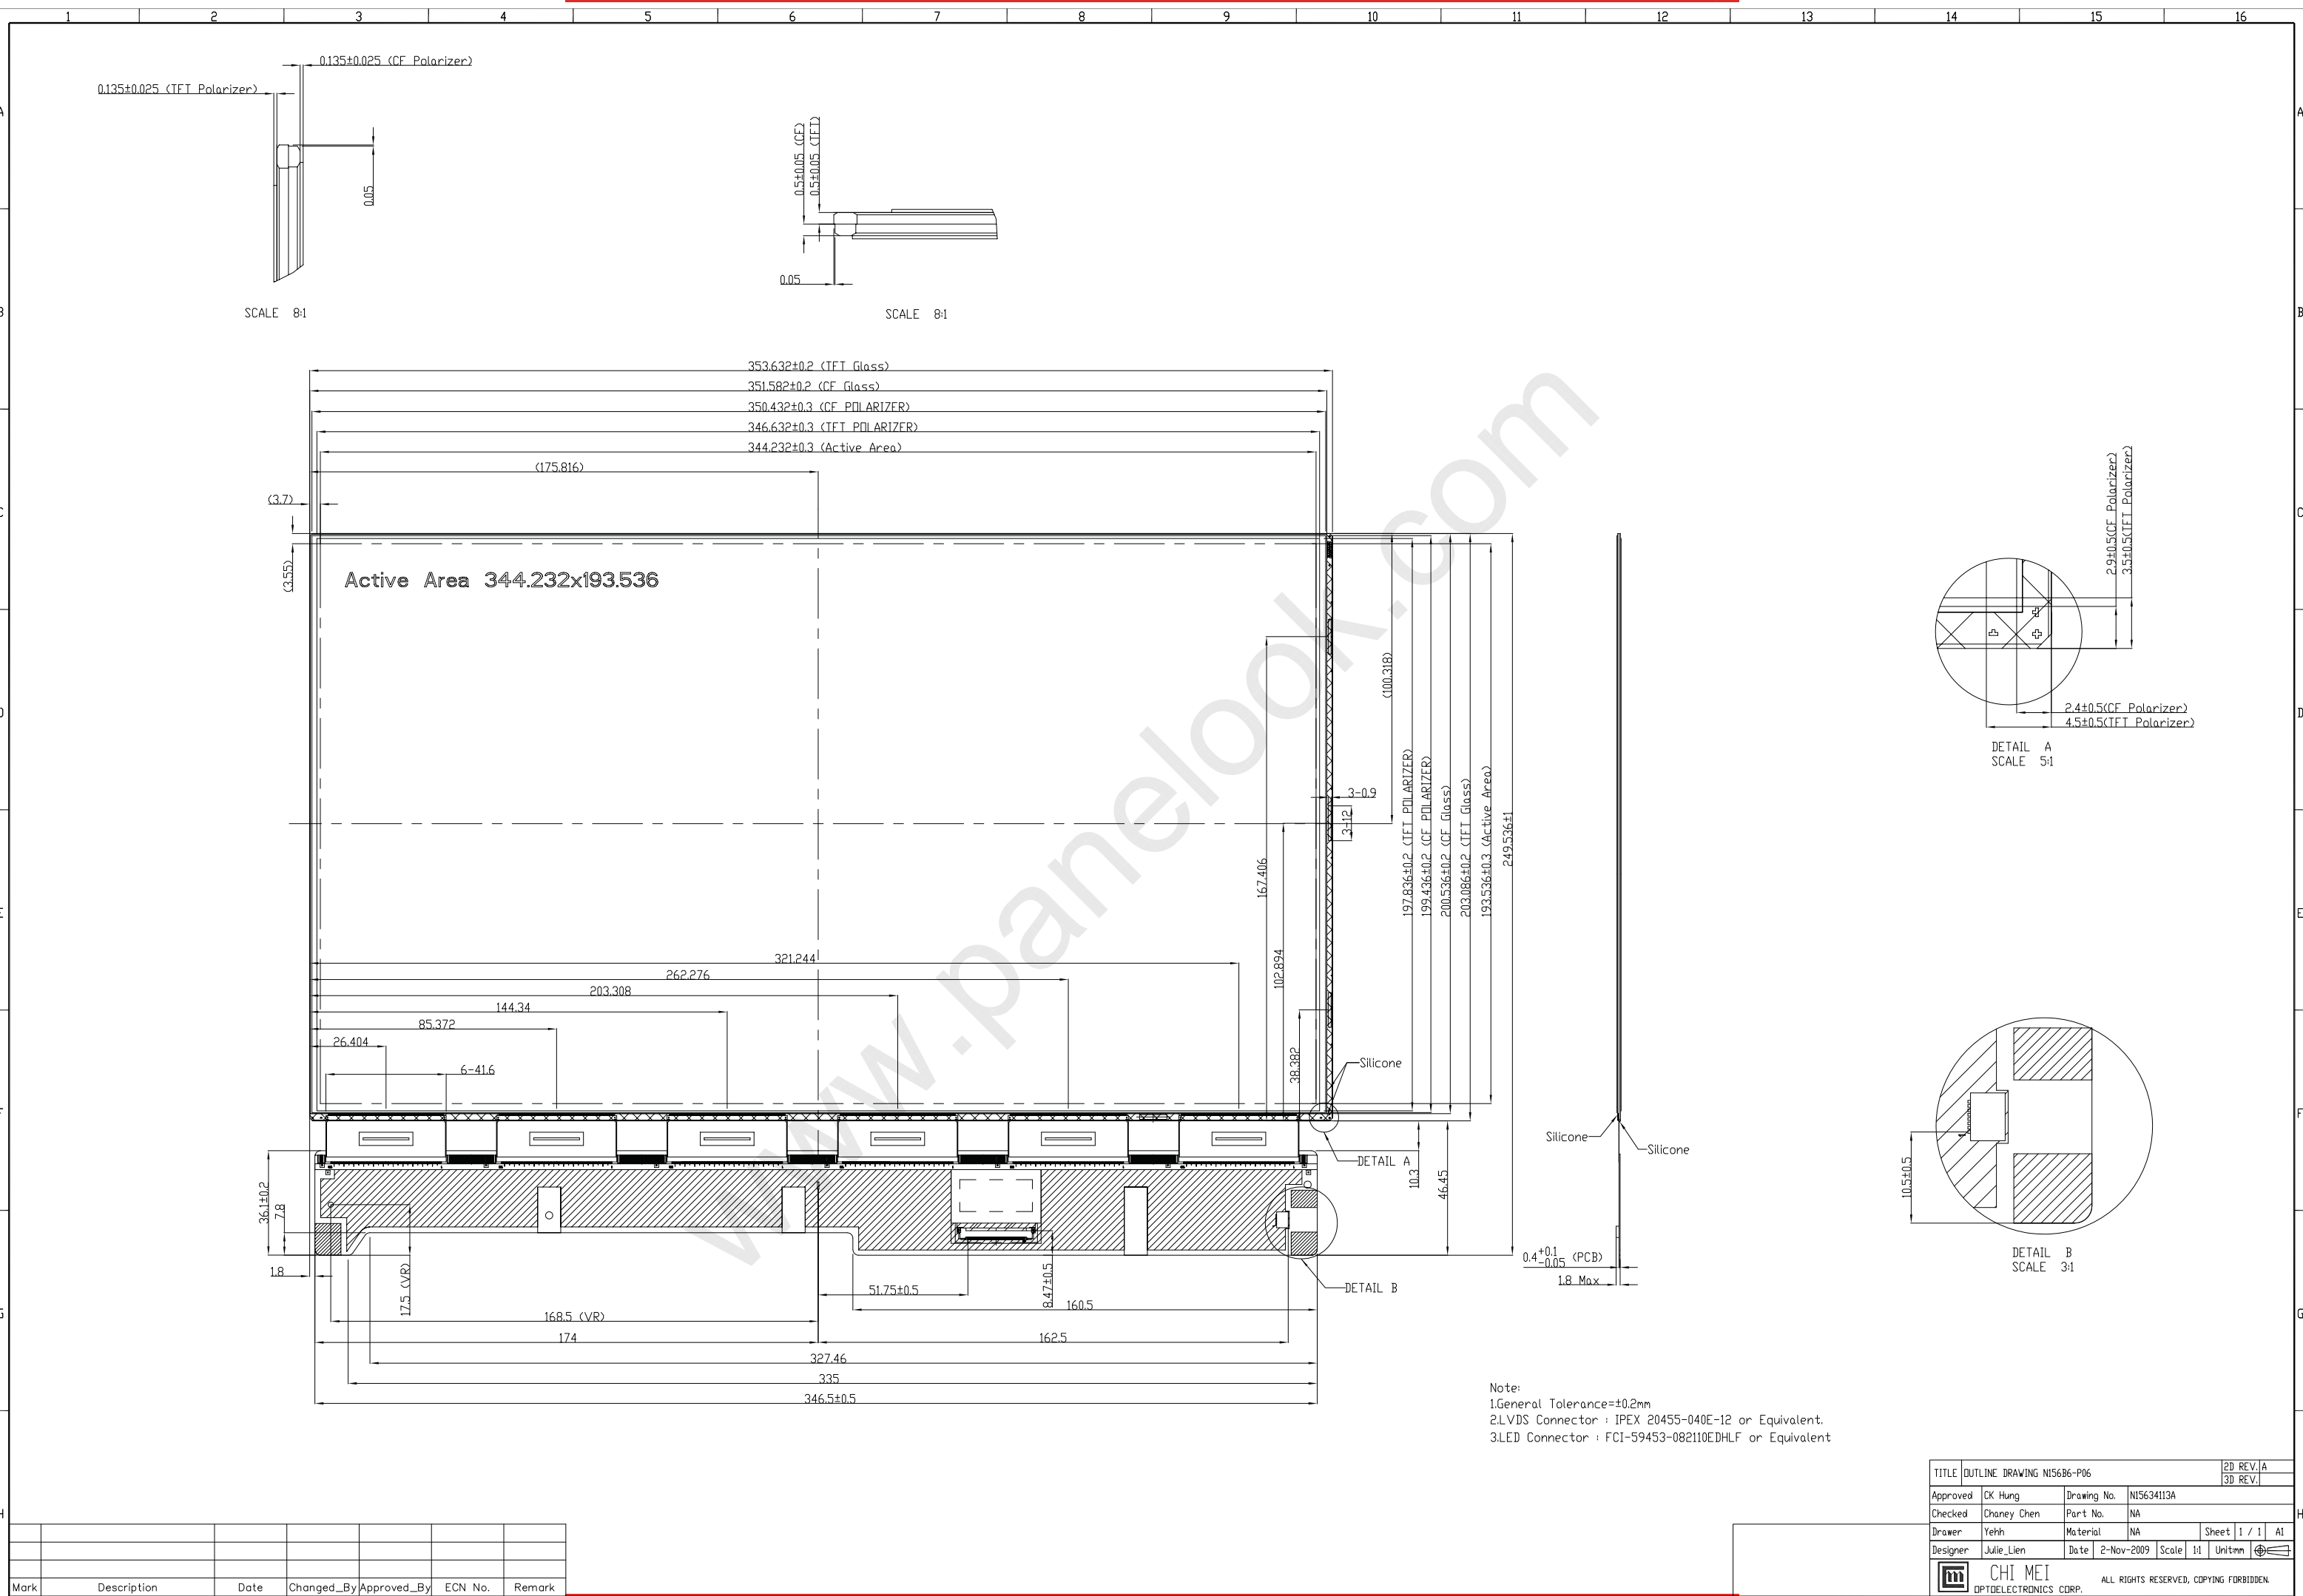 1 2 3 4 5 6 7 8 9 10 11 12 13 14 15 16
0.135±0.025 (CF Polarizer)
0.135±0.025 (TFT Polarizer)
0.05
SCALE 8:1
0.5±0.05 (CF)
0.5±0.05 (TFT)
0.05
SCALE 8:1
A
B
C
D
E
F
G
H
353.632±0.2 (TFT Glass)
351.582±0.2 (CF Glass)
350.432±0.3 (CF POLARIZER)
346.632±0.3 (TFT POLARIZER)
344.232±0.3 (Active Area)
(175.816)
(3.7)
(3.55)
Active Area 344.232x193.536
www.panelook.com
(100.318)
3-0.9
3-12
167.406
102.894
38.382
197.836±0.2 (TFT POLARIZER)
199.436±0.2 (CF POLARIZER)
200.536±0.2 (CF Glass)
203.086±0.2 (TFT Glass)
193.536±0.3 (Active Area)
249.536±1
321.244
262.276
203.308
144.34
85.372
26.404
6-41.6
Silicone
DETAIL A
10.3
46.45
36.1±0.2
7.8
1.8
17.5 (VR)
51.75±0.5
8.47±0.5
160.5
DETAIL B
168.5 (VR)
174
162.5
327.46
335
346.5±0.5
Silicone
Silicone
0.4+0.1-0.05 (PCB)
1.8 Max
2.9±0.5(CF Polarizer)
3.5±0.5(TFT Polarizer)
2.4±0.5(CF Polarizer)
4.5±0.5(TFT Polarizer)
DETAIL A
SCALE 5:1
10.5±0.5
DETAIL B
SCALE 3:1
Note:
1.General Tolerance=±0.2mm
2.LVDS Connector : IPEX 20455-040E-12 or Equivalent.
3.LED Connector : FCI-59453-082110EDHLF or Equivalent
TITLE OUTLINE DRAWING N156B6-P06 2D REV. A
3D REV.
Approved CK Hung Drawing No. N15634113A
Checked Chaney Chen Part No. NA
Drawer Yehh Material NA Sheet 1 / 1 A1
Designer Julie_Lien Date 2-Nov-2009 Scale 1:1 Unit:mm
CHI MEI
OPTOELECTRONICS CORP.
ALL RIGHTS RESERVED, COPYING FORBIDDEN.
Mark Description Date Changed_By Approved_By ECN No. Remark